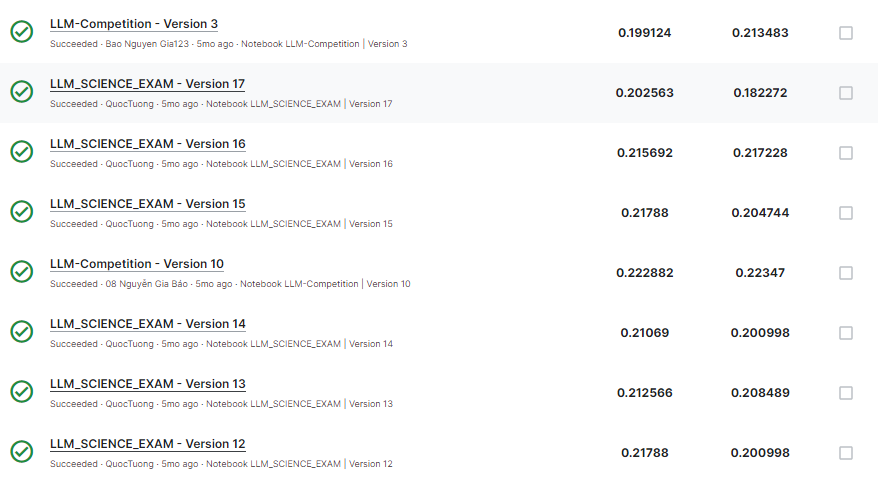 LLM-Competition - Version 3
0.199124 0.213483
Succeeded · Bao Nguyen Gia123 · 5mo ago · Notebook LLM-Competition | Version 3
LLM_SCIENCE_EXAM - Version 17
0.202563 0.182272
Succeeded · QuocTuong · 5mo ago · Notebook LLM_SCIENCE_EXAM | Version 17
LLM_SCIENCE_EXAM - Version 16
0.215692 0.217228
Succeeded · QuocTuong · 5mo ago · Notebook LLM_SCIENCE_EXAM | Version 16
LLM_SCIENCE_EXAM - Version 15
0.21788 0.204744
Succeeded · QuocTuong · 5mo ago · Notebook LLM_SCIENCE_EXAM | Version 15
LLM-Competition - Version 10
0.222882 0.22347
Succeeded · 08 Nguyễn Gia Báo · 5mo ago · Notebook LLM-Competition | Version 10
LLM_SCIENCE_EXAM - Version 14
0.21069 0.200998
Succeeded · QuocTuong · 5mo ago · Notebook LLM_SCIENCE_EXAM | Version 14
LLM_SCIENCE_EXAM - Version 13
0.212566 0.208489
Succeeded · QuocTuong · 5mo ago · Notebook LLM_SCIENCE_EXAM | Version 13
LLM_SCIENCE_EXAM - Version 12
0.21788 0.200998
Succeeded · QuocTuong · 5mo ago · Notebook LLM_SCIENCE_EXAM | Version 12